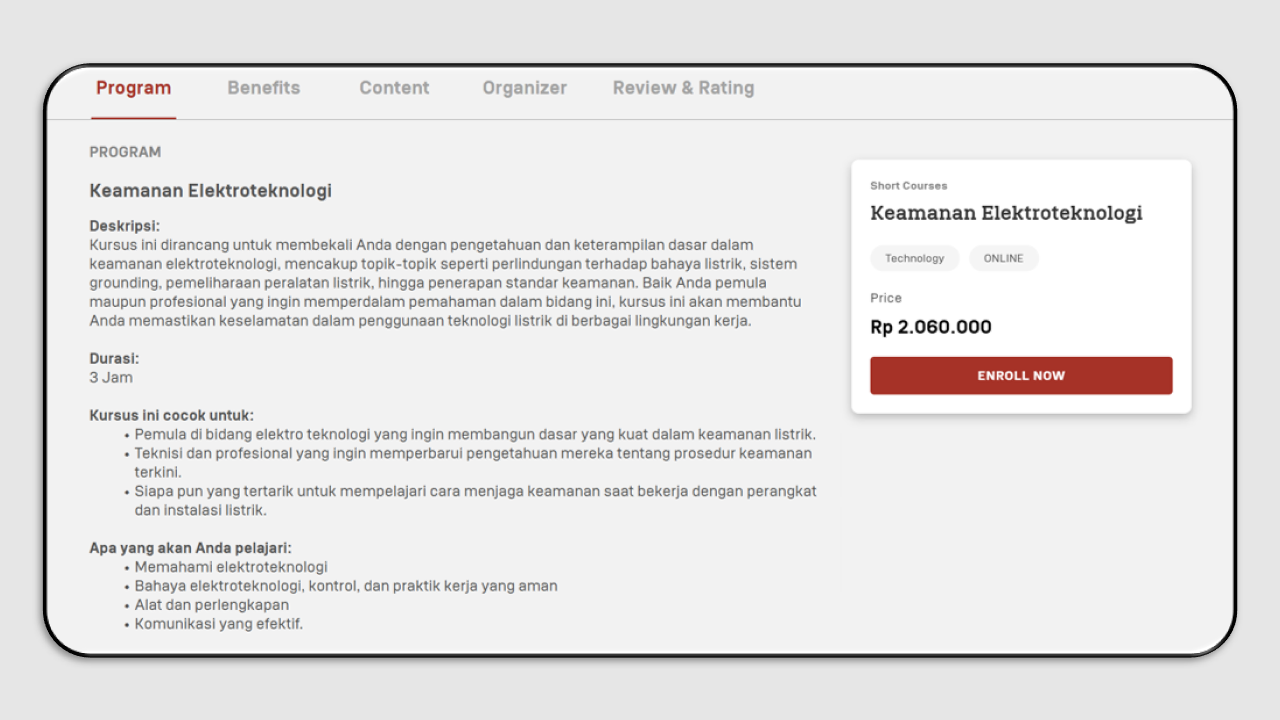 Program Benefits Content Organizer Review & Rating
PROGRAM
Keamanan Elektroteknologi
Deskripsi:
Kursus ini dirancang untuk membekali Anda dengan pengetahuan dan keterampilan dasar dalam
keamanan elektroteknologi, mencakup topik-topik seperti perlindungan terhadap bahaya listrik, sistem
grounding, pemeliharaan peralatan listrik, hingga penerapan standar keamanan. Baik Anda pemula
maupun profesional yang ingin memperdalam pemahaman dalam bidang ini, kursus ini akan membantu
Anda memastikan keselamatan dalam penggunaan teknologi listrik di berbagai lingkungan kerja.
Durasi:
3 Jam
Kursus ini cocok untuk:
• Pemula di bidang elektro teknologi yang ingin membangun dasar yang kuat dalam keamanan listrik.
• Teknisi dan profesional yang ingin memperbarui pengetahuan mereka tentang prosedur keamanan
terkini.
• Siapa pun yang tertarik untuk mempelajari cara menjaga keamanan saat bekerja dengan perangkat
dan instalasi listrik.
Apa yang akan Anda pelajari:
• Memahami elektroteknologi
• Bahaya elektroteknologi, kontrol, dan praktik kerja yang aman
• Alat dan perlengkapan
• Komunikasi yang efektif.
Short Courses
Keamanan Elektroteknologi
Technology ONLINE
Price
Rp 2.060.000
ENROLL NOW